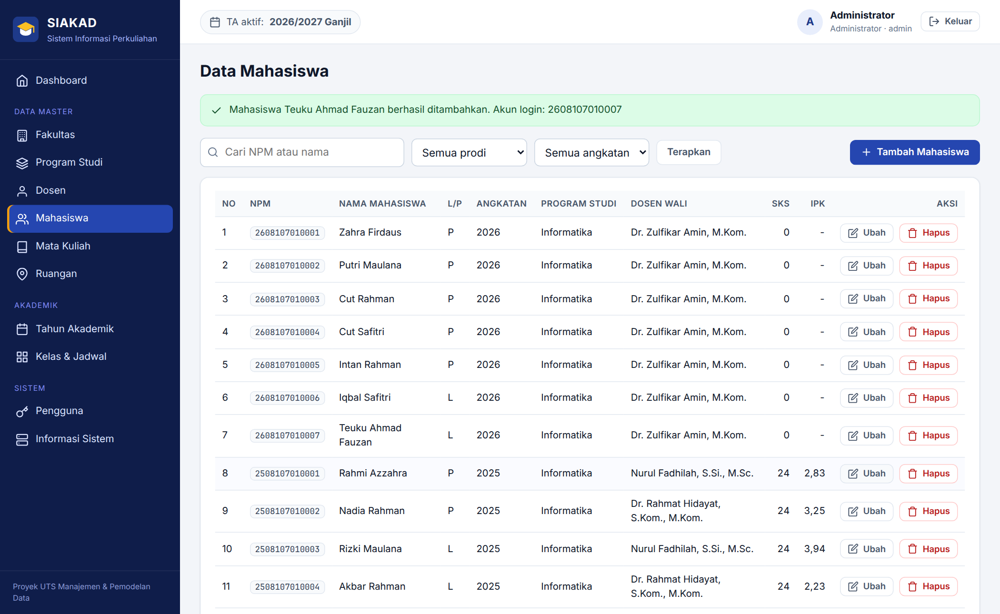 SIAKAD
Sistem Informasi Perkuliahan
Dashboard
DATA MASTER
Fakultas
Program Studi
Dosen
Mahasiswa
Mata Kuliah
Ruangan
AKADEMIK
Tahun Akademik
Kelas & Jadwal
SISTEM
Pengguna
Informasi Sistem
Proyek UTS Manajemen & Pemodelan
Data
TA aktif: 2026/2027 Ganjil
A
Administrator
Administrator · admin
Keluar
Data Mahasiswa
Mahasiswa Teuku Ahmad Fauzan berhasil ditambahkan. Akun login: 2608107010007
Cari NPM atau nama
Semua prodi
Semua angkatan
Terapkan
Tambah Mahasiswa
NO NPM NAMA MAHASISWA L/P ANGKATAN PROGRAM STUDI DOSEN WALI SKS IPK AKSI
1 2608107010001 Zahra Firdaus P 2026 Informatika Dr. Zulfikar Amin, M.Kom. 0 - Ubah Hapus
2 2608107010002 Putri Maulana P 2026 Informatika Dr. Zulfikar Amin, M.Kom. 0 - Ubah Hapus
3 2608107010003 Cut Rahman P 2026 Informatika Dr. Zulfikar Amin, M.Kom. 0 - Ubah Hapus
4 2608107010004 Cut Safitri P 2026 Informatika Dr. Zulfikar Amin, M.Kom. 0 - Ubah Hapus
5 2608107010005 Intan Rahman P 2026 Informatika Dr. Zulfikar Amin, M.Kom. 0 - Ubah Hapus
6 2608107010006 Iqbal Safitri L 2026 Informatika Dr. Zulfikar Amin, M.Kom. 0 - Ubah Hapus
7 2608107010007 Teuku Ahmad
Fauzan L 2026 Informatika Dr. Zulfikar Amin, M.Kom. 0 - Ubah Hapus
8 2508107010001 Rahmi Azzahra P 2025 Informatika Nurul Fadhilah, S.Si., M.Sc. 24 2,83 Ubah Hapus
9 2508107010002 Nadia Rahman P 2025 Informatika Dr. Rahmat Hidayat,
S.Kom., M.Kom. 24 3,25 Ubah Hapus
10 2508107010003 Rizki Maulana L 2025 Informatika Nurul Fadhilah, S.Si., M.Sc. 24 3,94 Ubah Hapus
11 2508107010004 Akbar Rahman L 2025 Informatika Dr. Rahmat Hidayat,
S.Kom., M.Kom. 24 2,23 Ubah Hapus